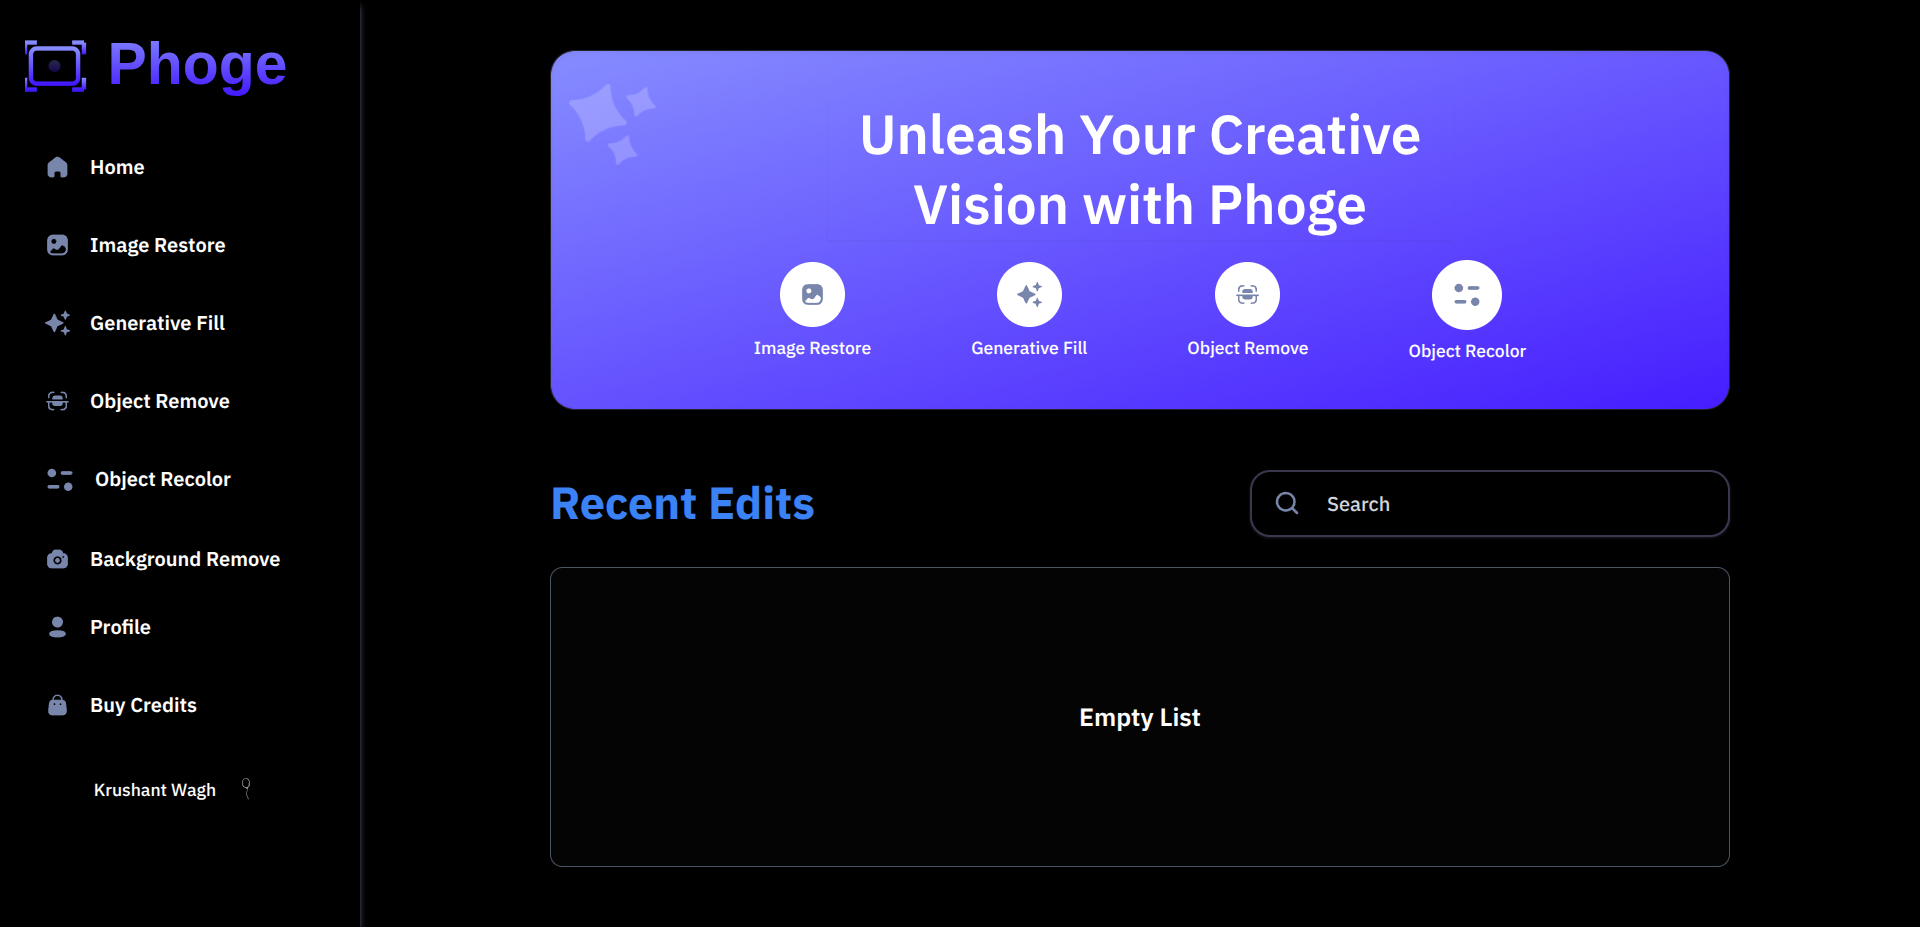 Phoge
Home
Image Restore
Generative Fill
Object Remove
Object Recolor
Background Remove
Profile
Buy Credits
Krushant Wagh
Unleash Your Creative
Vision with Phoge
Image Restore
Generative Fill
Object Remove
Object Recolor
Recent Edits
Search
Empty List